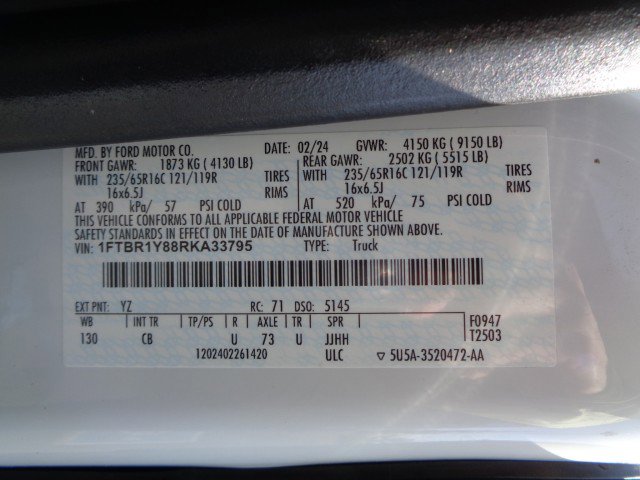 MFD. BY FORD MOTOR CO. 02/24 GVWR: 4150 KG ( 9150 LB)
FRONT GAWR: 1873 KG ( 4130 LB) REAR GAWR: 2502 KG ( 5515 LB)
WITH 235/65R16C 121/119R TIRES WITH 235/65R16C 121/119R TIRES
16x6.5J RIMS 16x6.5J RIMS
AT 390 kPa/ 57 PSI COLD AT 520 kPa/ 75 PSI COLD
THIS VEHICLE CONFORMS TO ALL APPLICABLE FEDERAL MOTOR VEHICLE
SAFETY STANDARDS IN EFFECT ON THE DATE OF MANUFACTURE SHOWN ABOVE.
VIN: 1FTBR1Y88RKA33795 TYPE: Truck
EXT PNT: YZ RC: 71 DSO: 5145
WB INT TR TP/PS R AXLE TR SPR F0947
130 CB U 73 U JJHH T2503
1202402261420 ULC ▽ 5U5A-3520472-AA